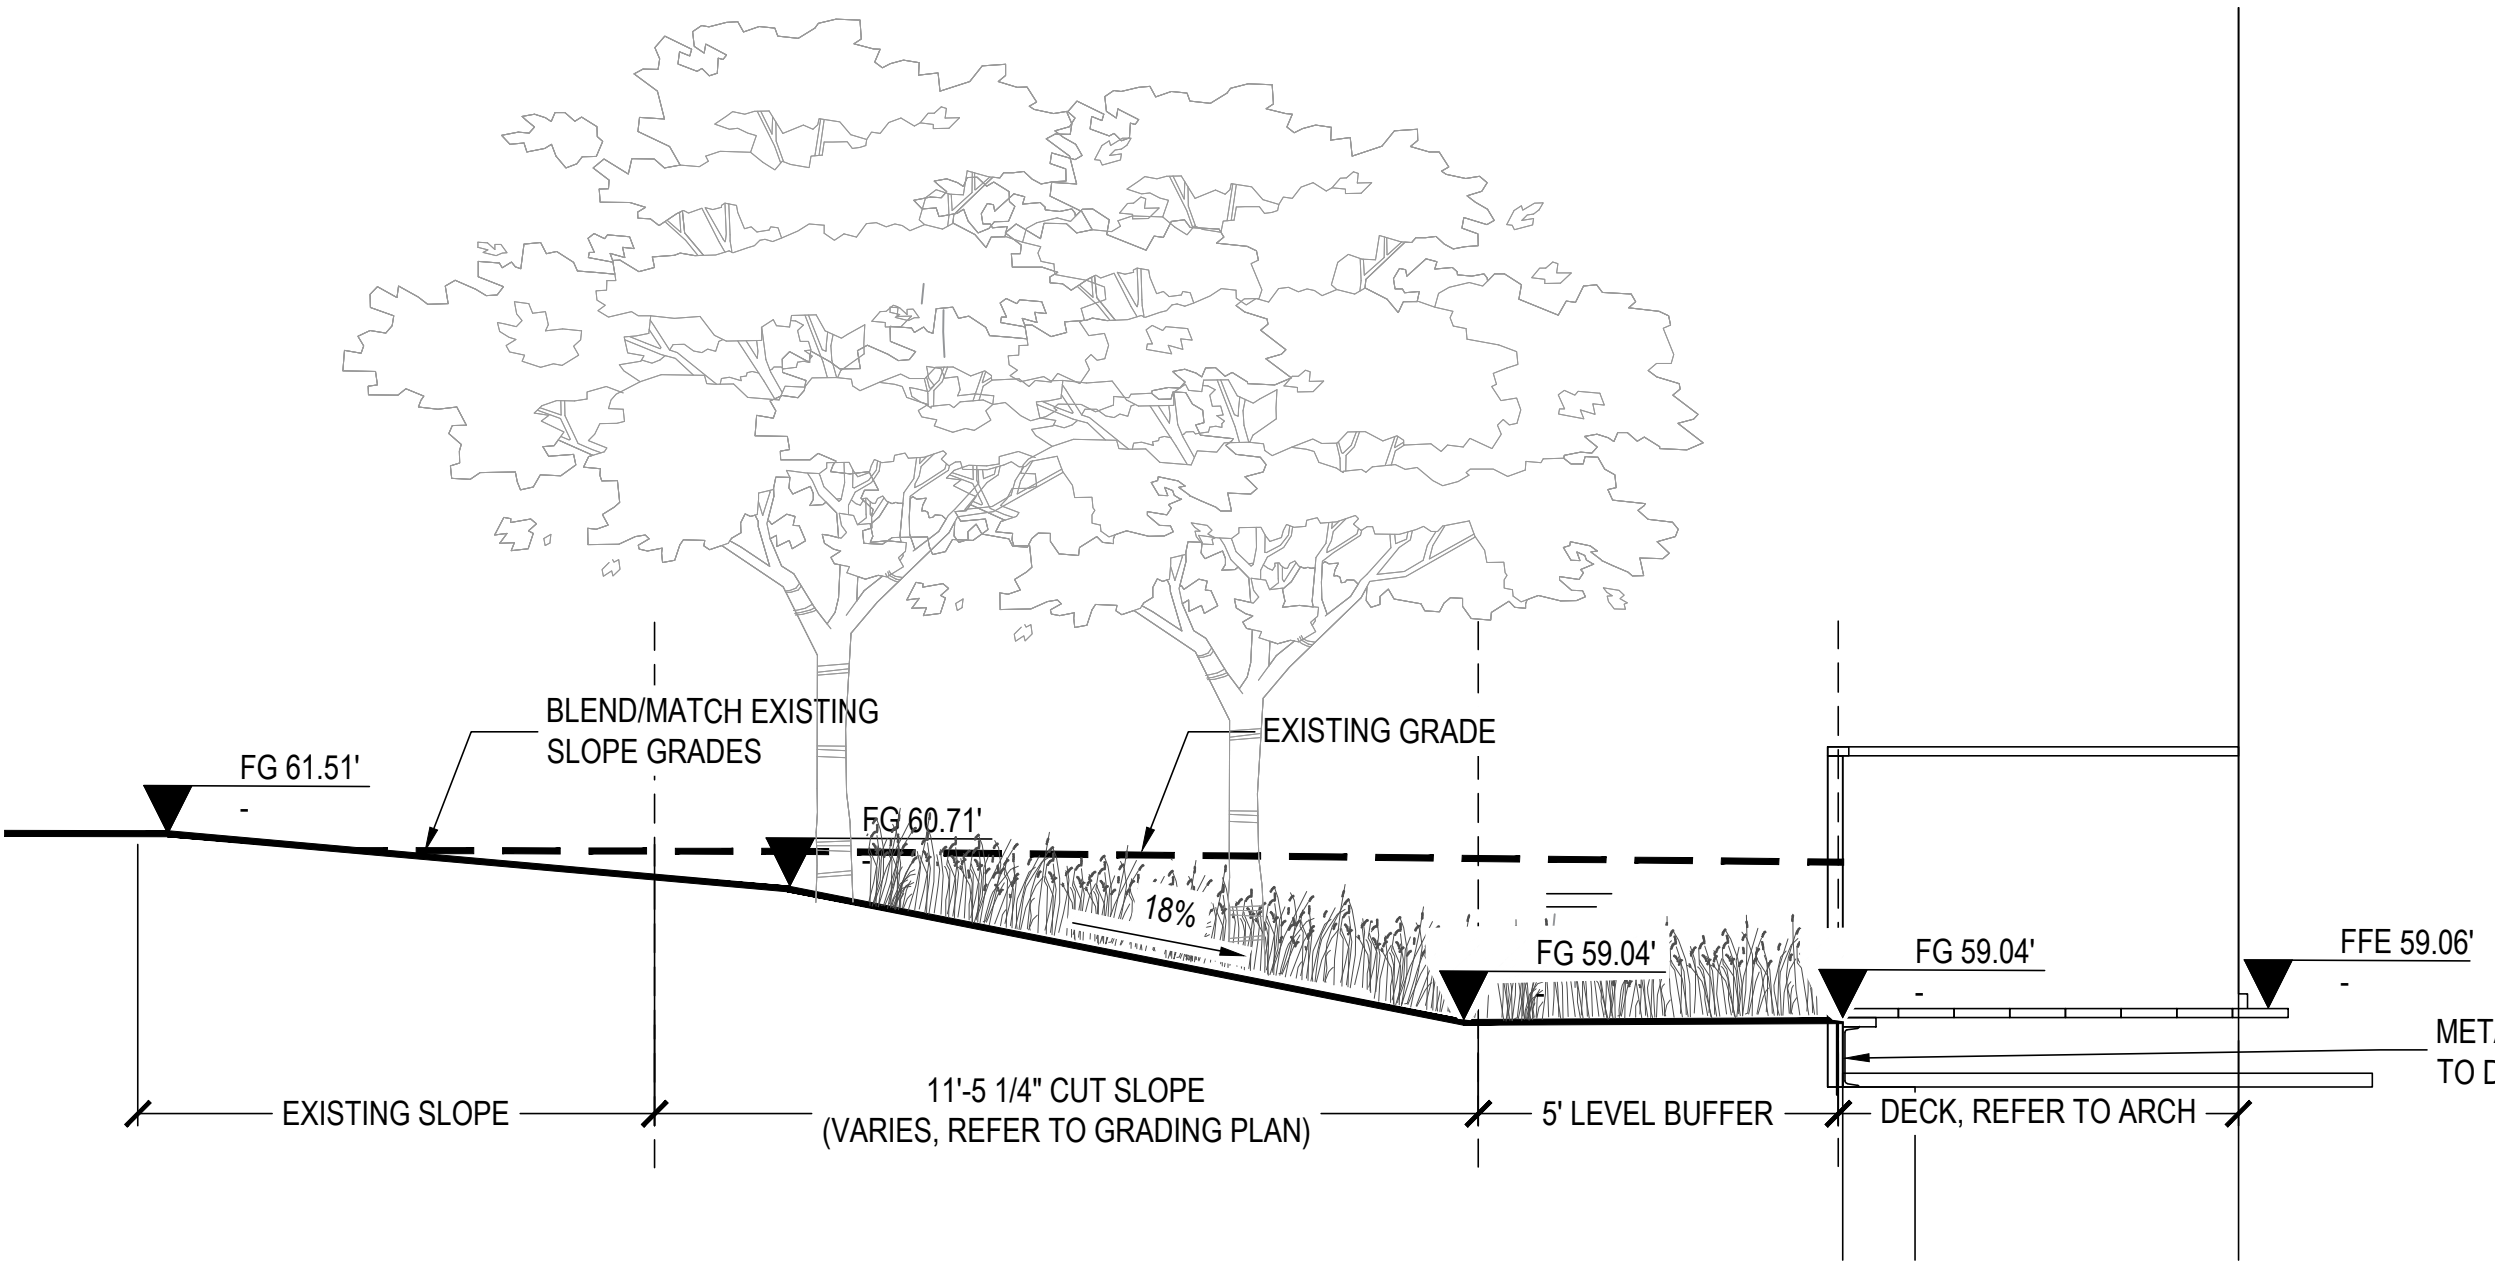 BLEND/MATCH EXISTING
SLOPE GRADES
EXISTING GRADE
FG 61.51'
-
FG 60.71'
-
18%
FG 59.04'
-
FG 59.04'
-
FFE 59.06'
-
META
TO D
EXISTING SLOPE
11'-5 1/4" CUT SLOPE
(VARIES, REFER TO GRADING PLAN)
5' LEVEL BUFFER
DECK, REFER TO ARCH